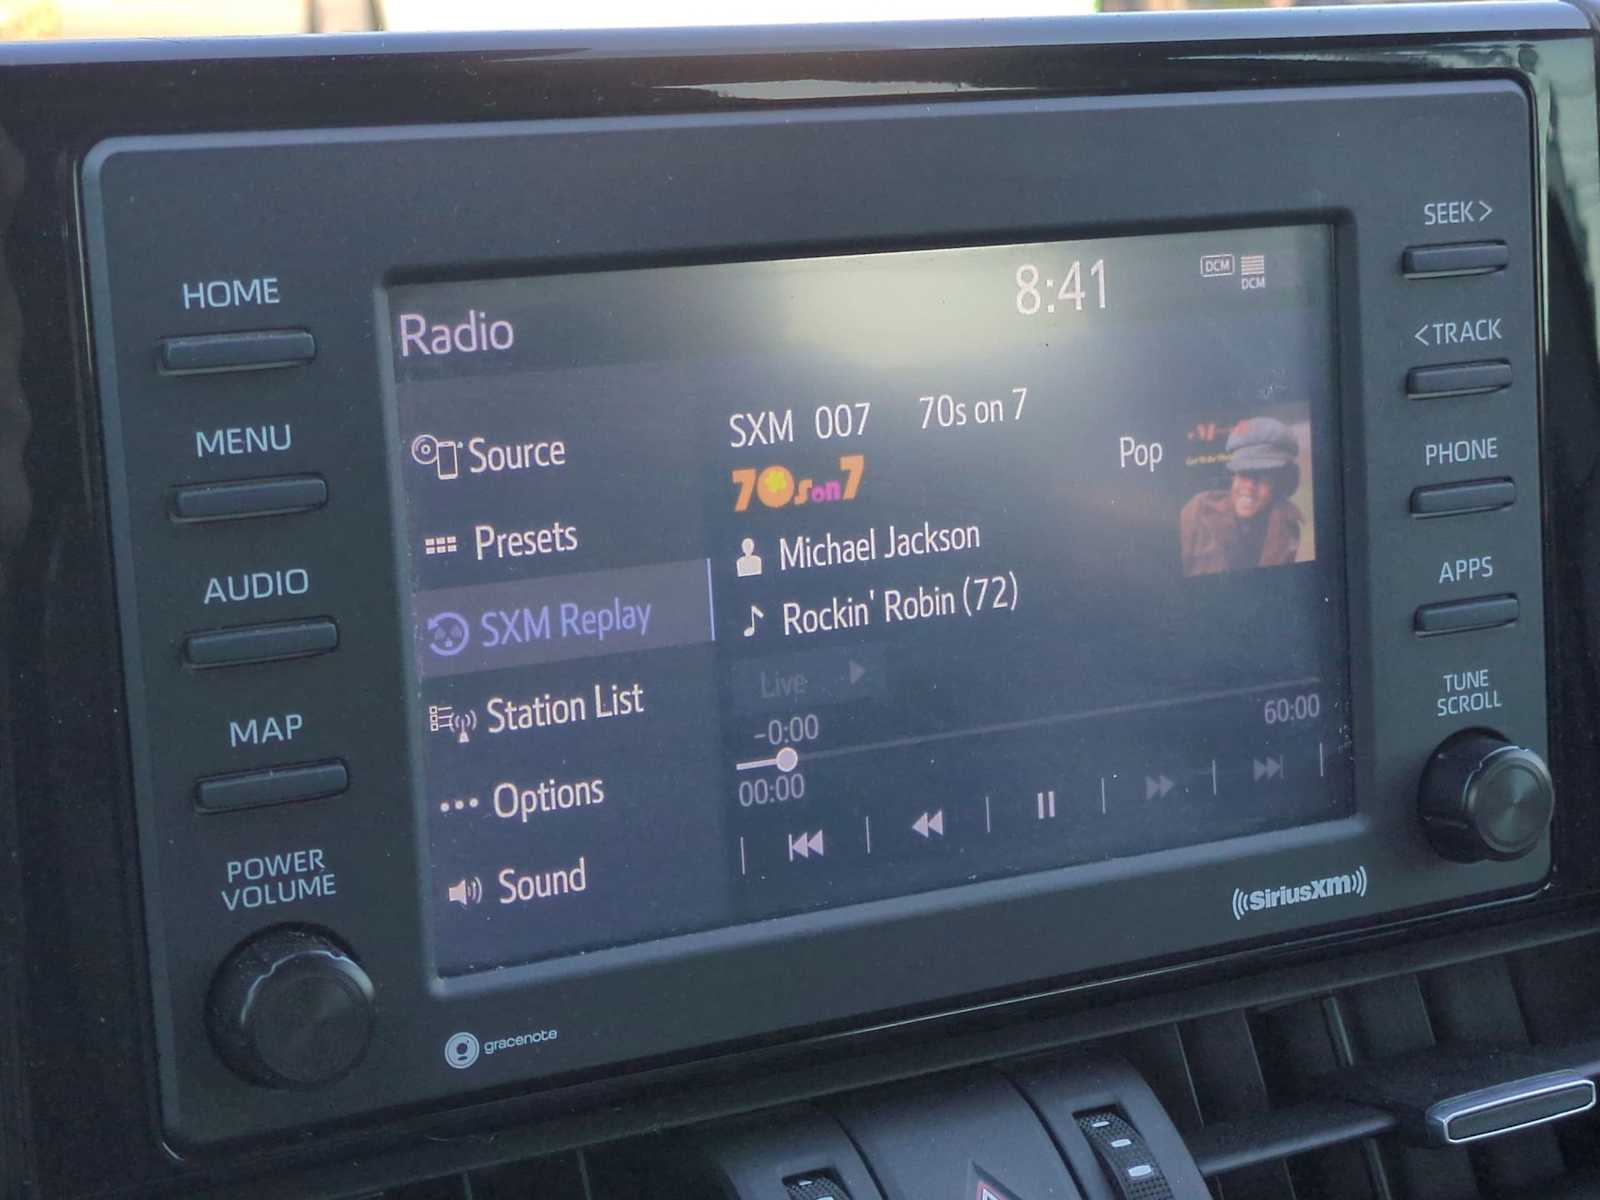 HOME
MENU
AUDIO
MAP
POWER
VOLUME
Radio
8:41
DCM
DCM
Source
Presets
SXM Replay
Station List
Options
Sound
SXM 007 70s on 7
Pop
70s on 7
Michael Jackson
Rockin' Robin (72)
Live
-0:00
60:00
00:00
SEEK>
<TRACK
PHONE
APPS
TUNE
SCROLL
((SiriusXM))
gracenote